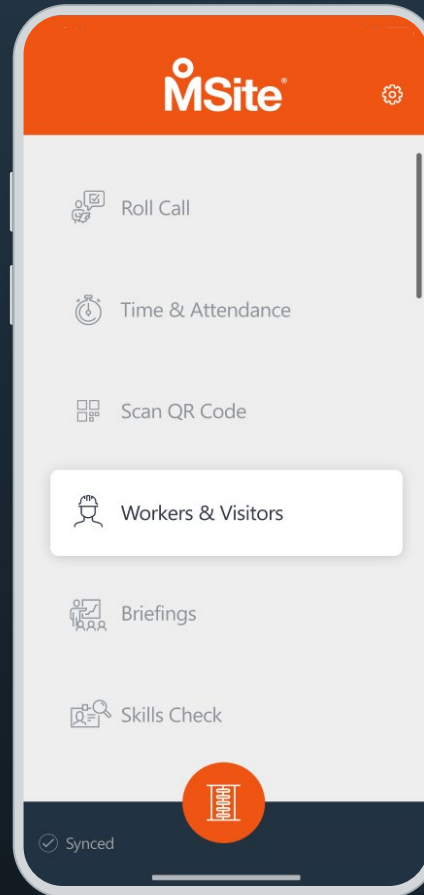 MSite®
Roll Call
Time & Attendance
Scan QR Code
Workers & Visitors
Briefings
Skills Check
Synced